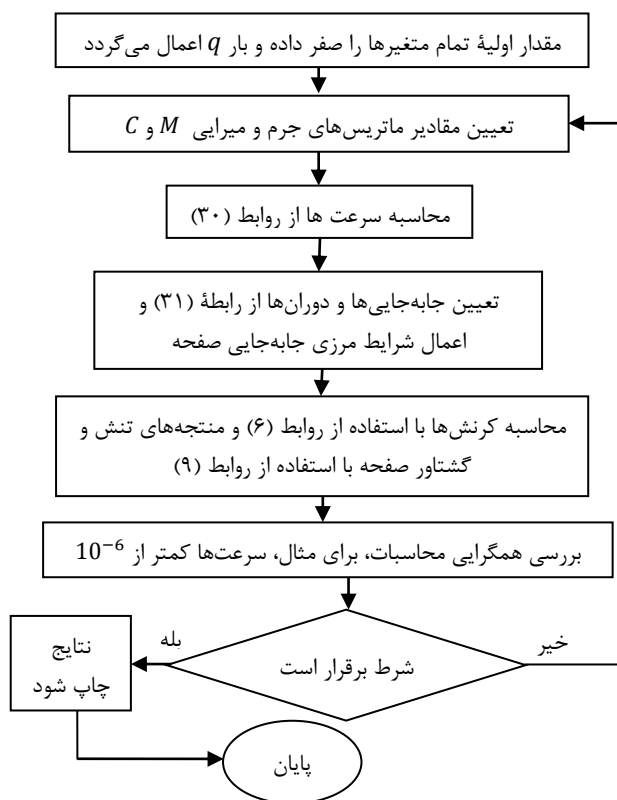 مقدار اولیۀ تمام متغیرها را صفر داده و بار q اعمال می‌گردد
تعیین مقادیر ماتریس‌های جرم و میرایی M و C
محاسبه سرعت ها از روابط (۳۰)
تعیین جابه‌جایی‌ها و دوران‌ها از رابطۀ (۳۱) و
اعمال شرایط مرزی جابه‌جایی صفحه
محاسبه کرنش‌ها با استفاده از روابط (۶) و منتجه‌های تنش و
گشتاور صفحه با استفاده از روابط (۹)
بررسی همگرایی محاسبات، برای مثال، سرعت‌ها کمتر از 10⁻⁶
خیر
شرط برقرار است
بله
نتایج
چاپ شود
پایان